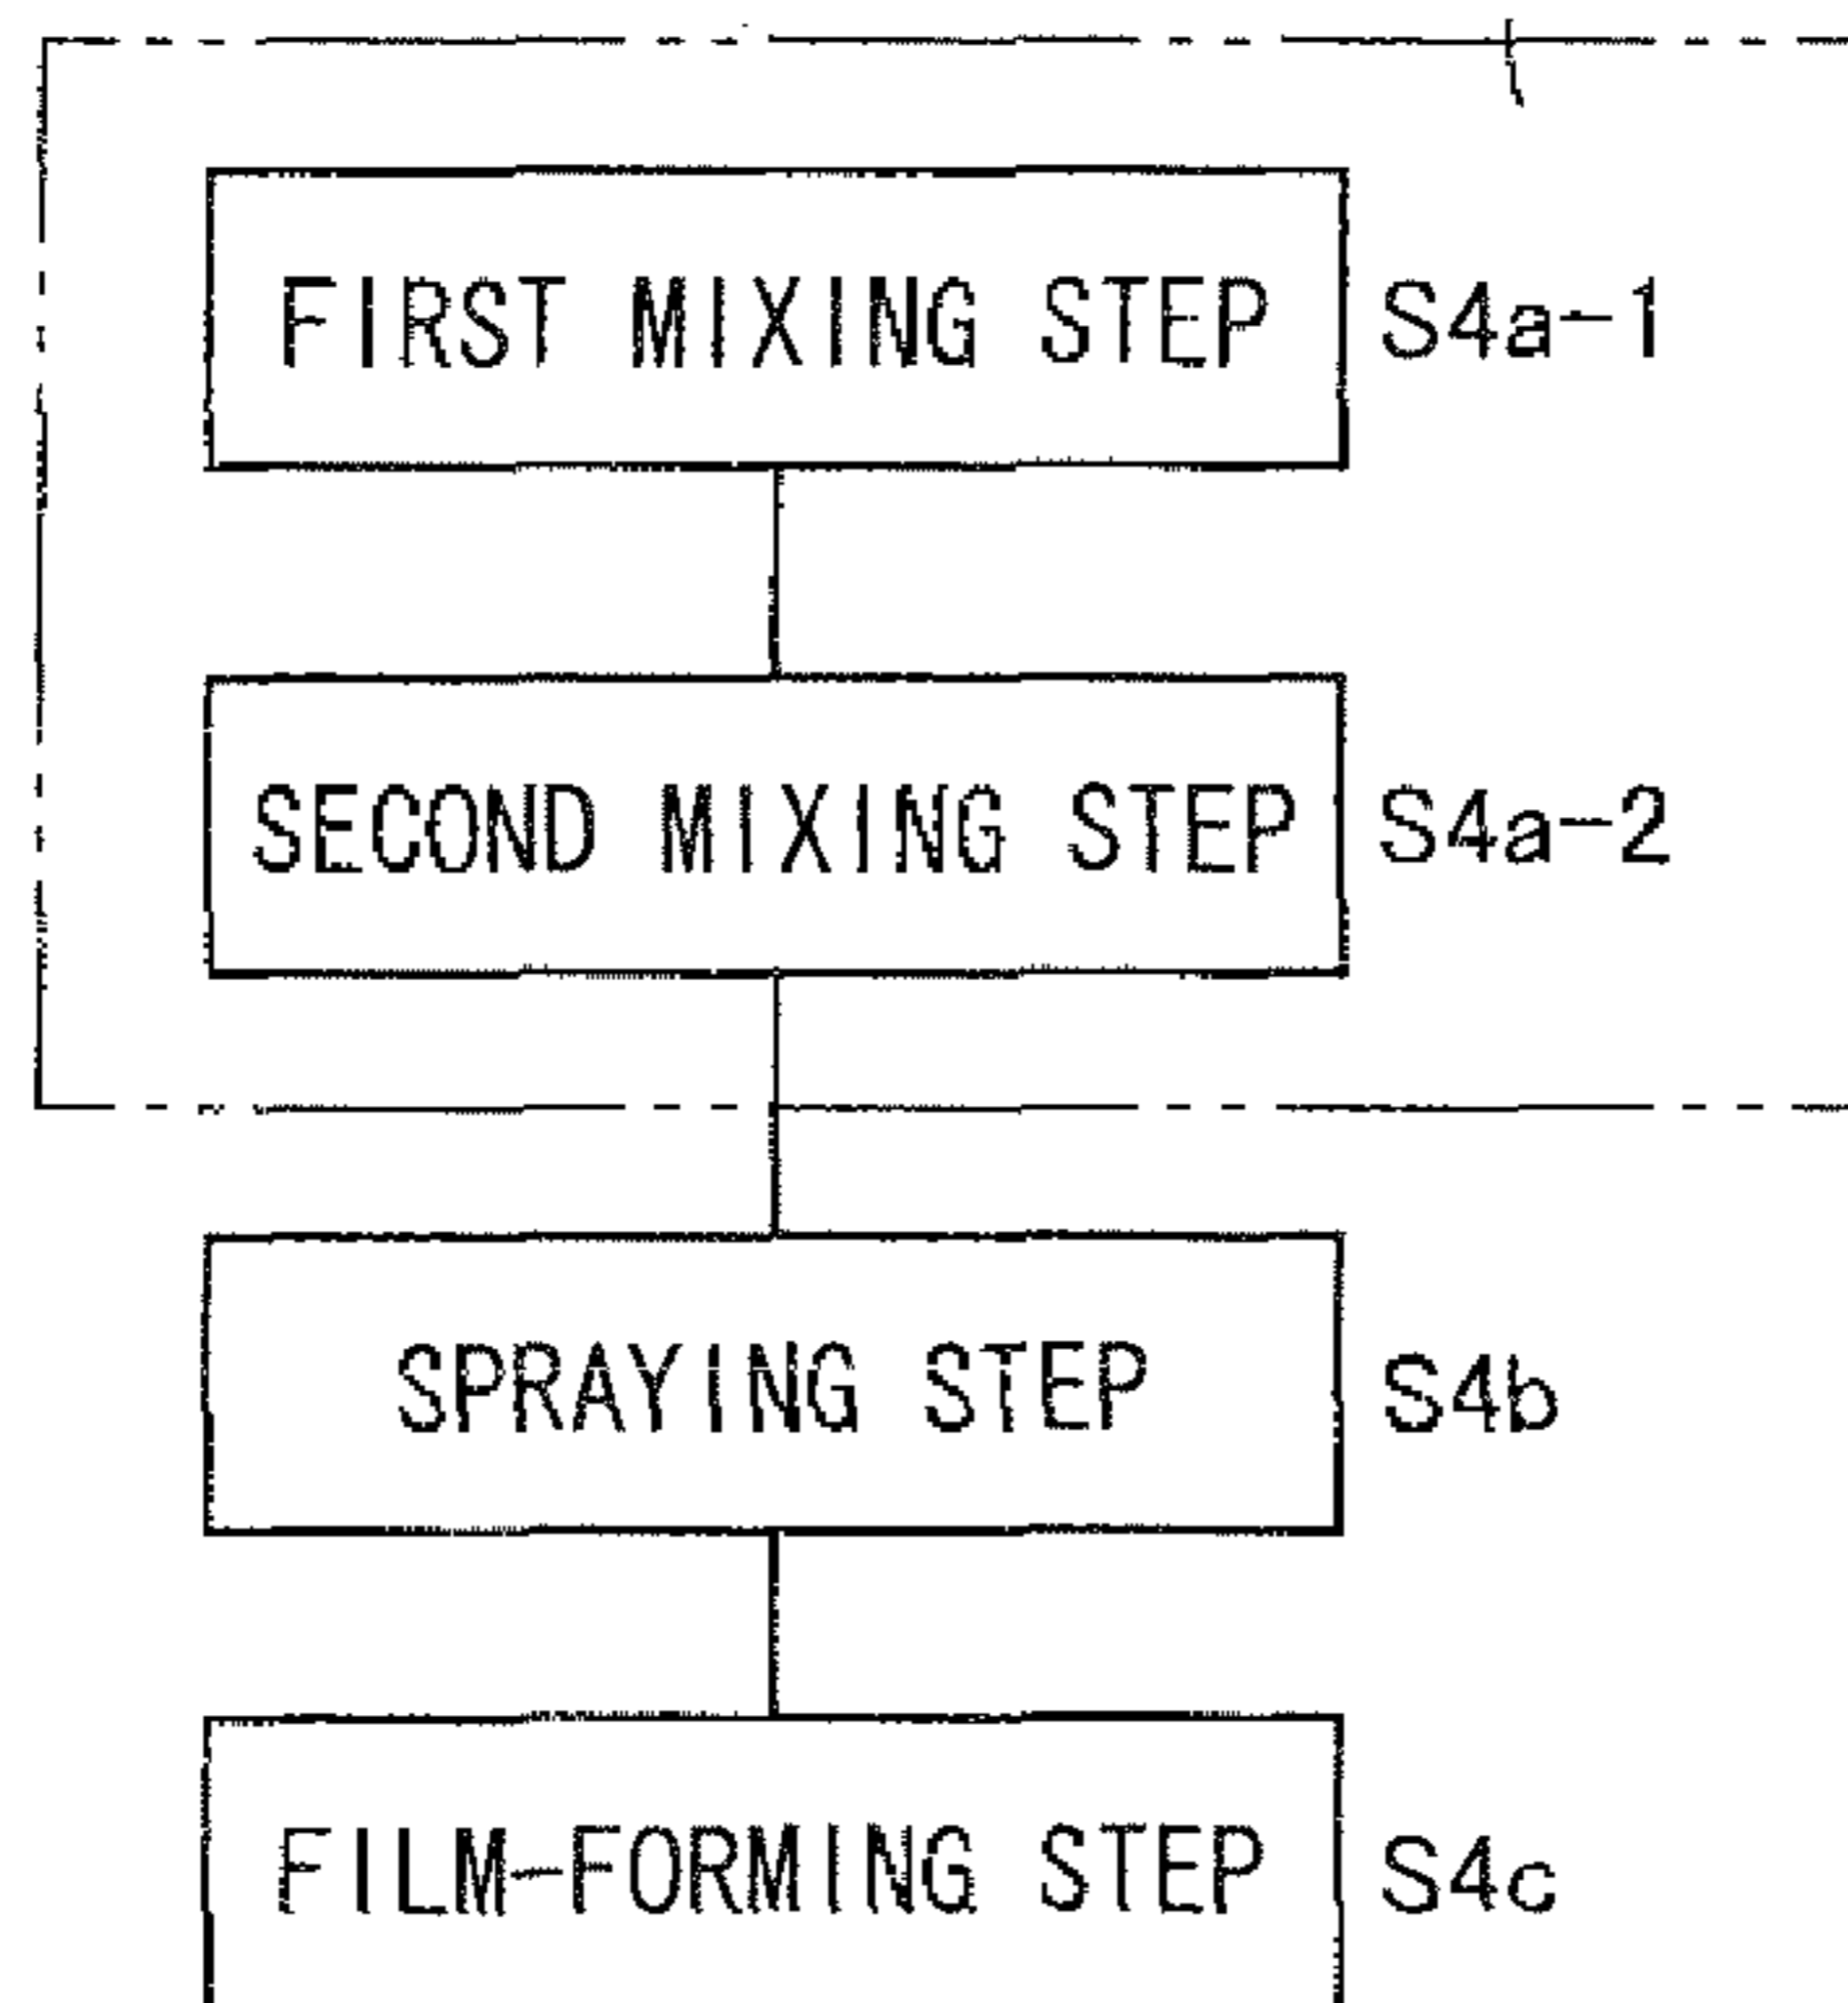 FIRST MIXING STEP S4a-1
SECOND MIXING STEP S4a-2
SPRAYING STEP S4b
FILM-FORMING STEP S4c